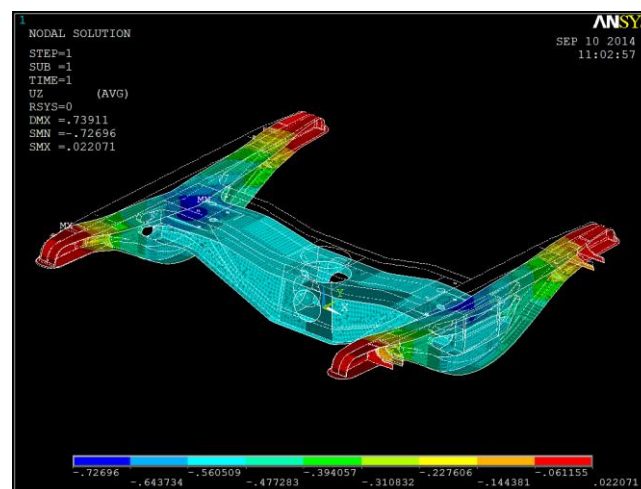 1
NODAL SOLUTION
ANSY
SEP 10 2014
11:02:57
STEP=1
SUB =1
TIME=1
UZ (AVG)
RSYS=0
DMX =.73911
SMN =-.72696
SMX =.022071
MN
MX
Y
X
-.72696 -.560509 -.394057 -.227606 -.061155
-.643734 -.477283 -.310832 -.144381 .022071